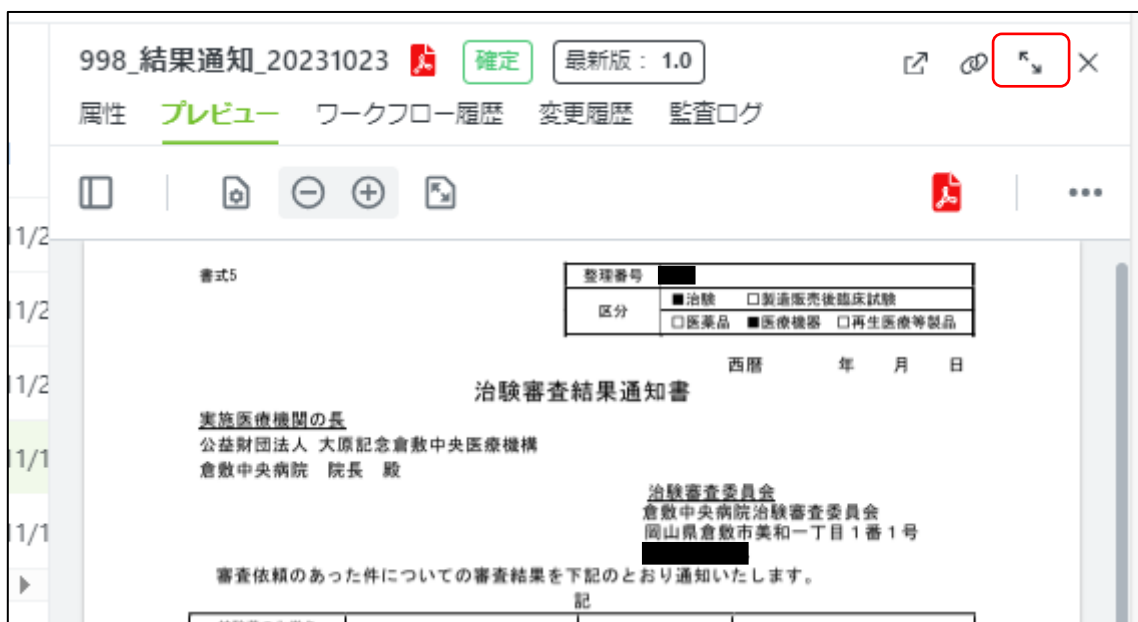 998_結果通知_20231023 確定 最新版： 1.0
属性 プレビュー ワークフロー履歴 変更履歴 監査ログ
11/2
11/2
11/2
11/1
11/1
書式5
整理番号
区分 ■治験 □製造販売後臨床試験
□医薬品 ■医療機器 □再生医療等製品
西暦 年 月 日
治験審査結果通知書
実施医療機関の長
公益財団法人 大原記念倉敷中央医療機構
倉敷中央病院 院長 殿
治験審査委員会
倉敷中央病院治験審査委員会
岡山県倉敷市美和一丁目1番1号
審査依頼のあった件についての審査結果を下記のとおり通知いたします。
記